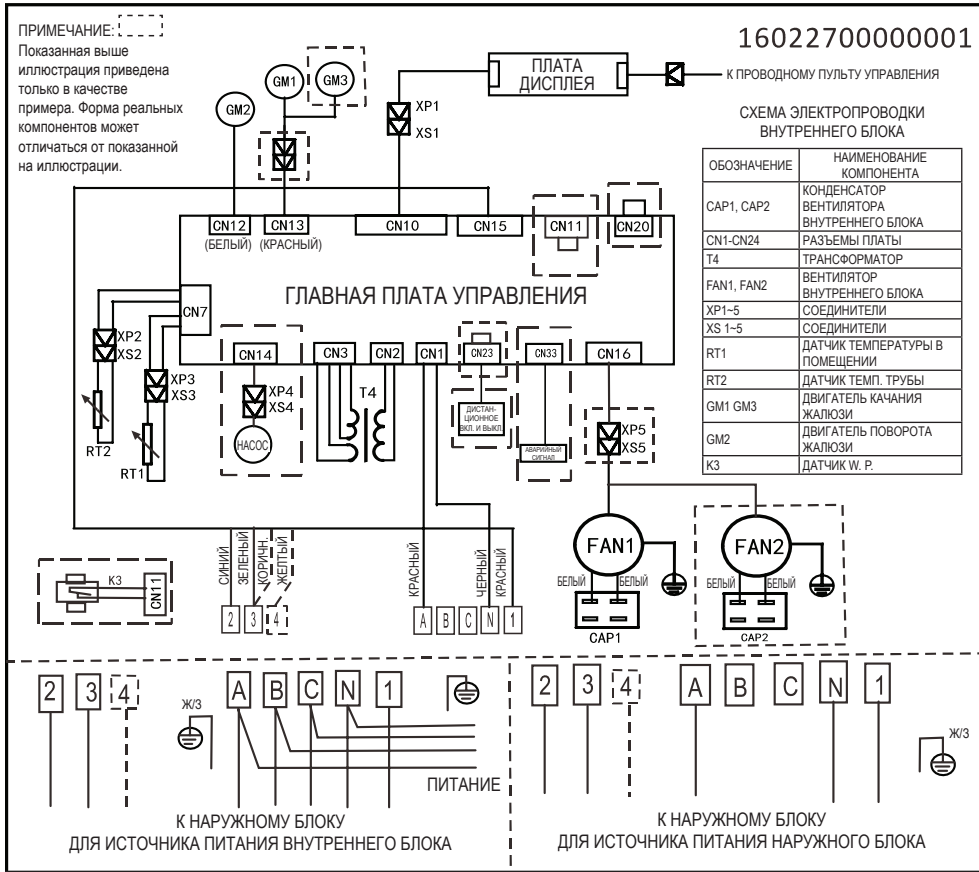 ПРИМЕЧАНИЕ:
Показанная выше
иллюстрация приведена
только в качестве
примера. Форма реальных
компонентов может
отличаться от показанной
на иллюстрации.
16022700000001
GM1
GM3
GM2
XP1
XS1
ПЛАТА
ДИСПЛЕЯ
К ПРОВОДНОМУ ПУЛЬТУ УПРАВЛЕНИЯ
СХЕМА ЭЛЕКТРОПРОВОДКИ
ВНУТРЕННЕГО БЛОКА
ОБОЗНАЧЕНИЕ
НАИМЕНОВАНИЕ
КОМПОНЕНТА
CAP1, CAP2
КОНДЕНСАТОР
ВЕНТИЛЯТОРА
ВНУТРЕННЕГО БЛОКА
CN1-CN24
РАЗЪЕМЫ ПЛАТЫ
T4
ТРАНСФОРМАТОР
FAN1, FAN2
ВЕНТИЛЯТОР
ВНУТРЕННЕГО БЛОКА
XP1~5
СОЕДИНИТЕЛИ
XS 1~5
СОЕДИНИТЕЛИ
RT1
ДАТЧИК ТЕМПЕРАТУРЫ В
ПОМЕЩЕНИИ
RT2
ДАТЧИК ТЕМП. ТРУБЫ
GM1 GM3
ДВИГАТЕЛЬ КАЧАНИЯ
ЖАЛЮЗИ
GM2
ДВИГАТЕЛЬ ПОВОРОТА
ЖАЛЮЗИ
K3
ДАТЧИК W. P.
CN12
(БЕЛЫЙ)
CN13
(КРАСНЫЙ)
CN10
CN15
CN11
CN20
ГЛАВНАЯ ПЛАТА УПРАВЛЕНИЯ
CN7
CN14
CN3
CN2
CN1
CN23
CN33
CN16
XP2
XS2
XP3
XS3
RT2
RT1
XP4
XS4
НАСОС
T4
ДИСТАН-
ЦИОННОЕ
ВКЛ. И ВЫКЛ.
АВАРИЙНЫЙ
СИГНАЛ
XP5
XS5
FAN1
БЕЛЫЙ
БЕЛЫЙ
CAP1
FAN2
БЕЛЫЙ
БЕЛЫЙ
CAP2
K3
CN11
СИНИЙ
ЗЕЛЕНЫЙ
КОРИЧН.
ЖЕЛТЫЙ
2 3 4
КРАСНЫЙ
ЧЕРНЫЙ
КРАСНЫЙ
A B C N 1
2 3 4
Ж/З
A B C N 1
ПИТАНИЕ
К НАРУЖНОМУ БЛОКУ
ДЛЯ ИСТОЧНИКА ПИТАНИЯ ВНУТРЕННЕГО БЛОКА
2 3 4
A B C N 1
Ж/З
К НАРУЖНОМУ БЛОКУ
ДЛЯ ИСТОЧНИКА ПИТАНИЯ НАРУЖНОГО БЛОКА